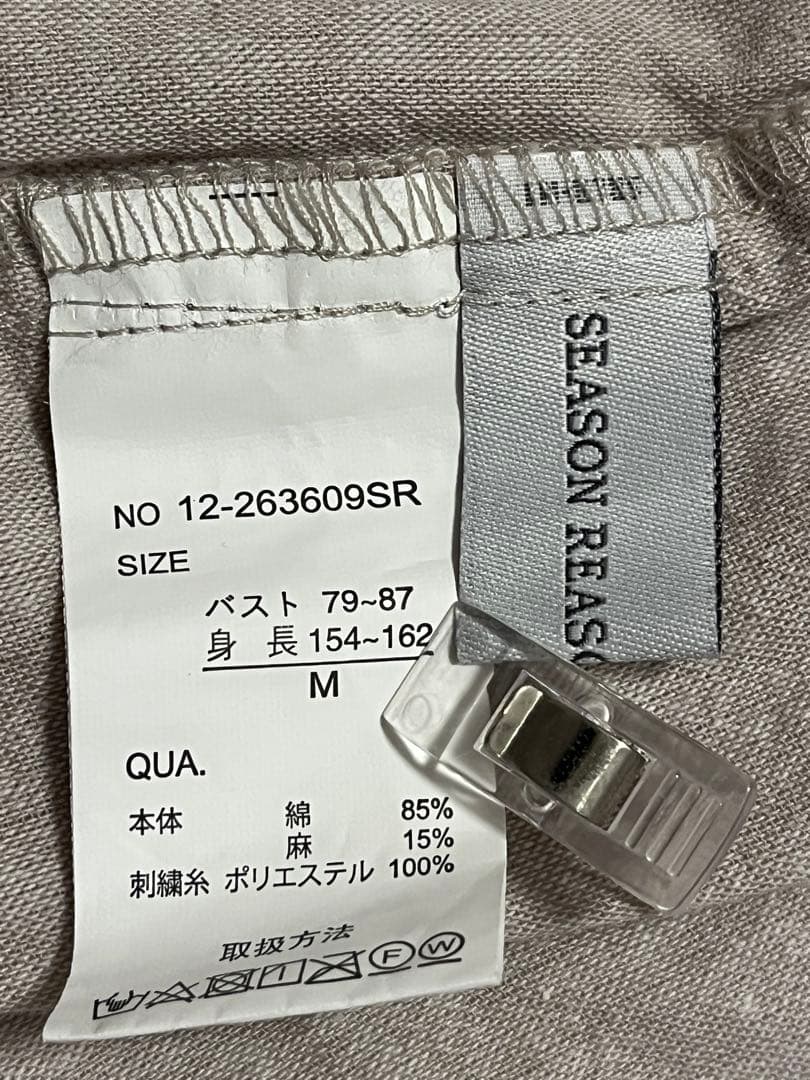 NO 12-263609SR
SIZE
バスト 79~87
身 長 154~162
M
QUA.
本体 綿 85%
麻 15%
刺繍糸 ポリエステル 100%
取扱方法
F W
SEASON